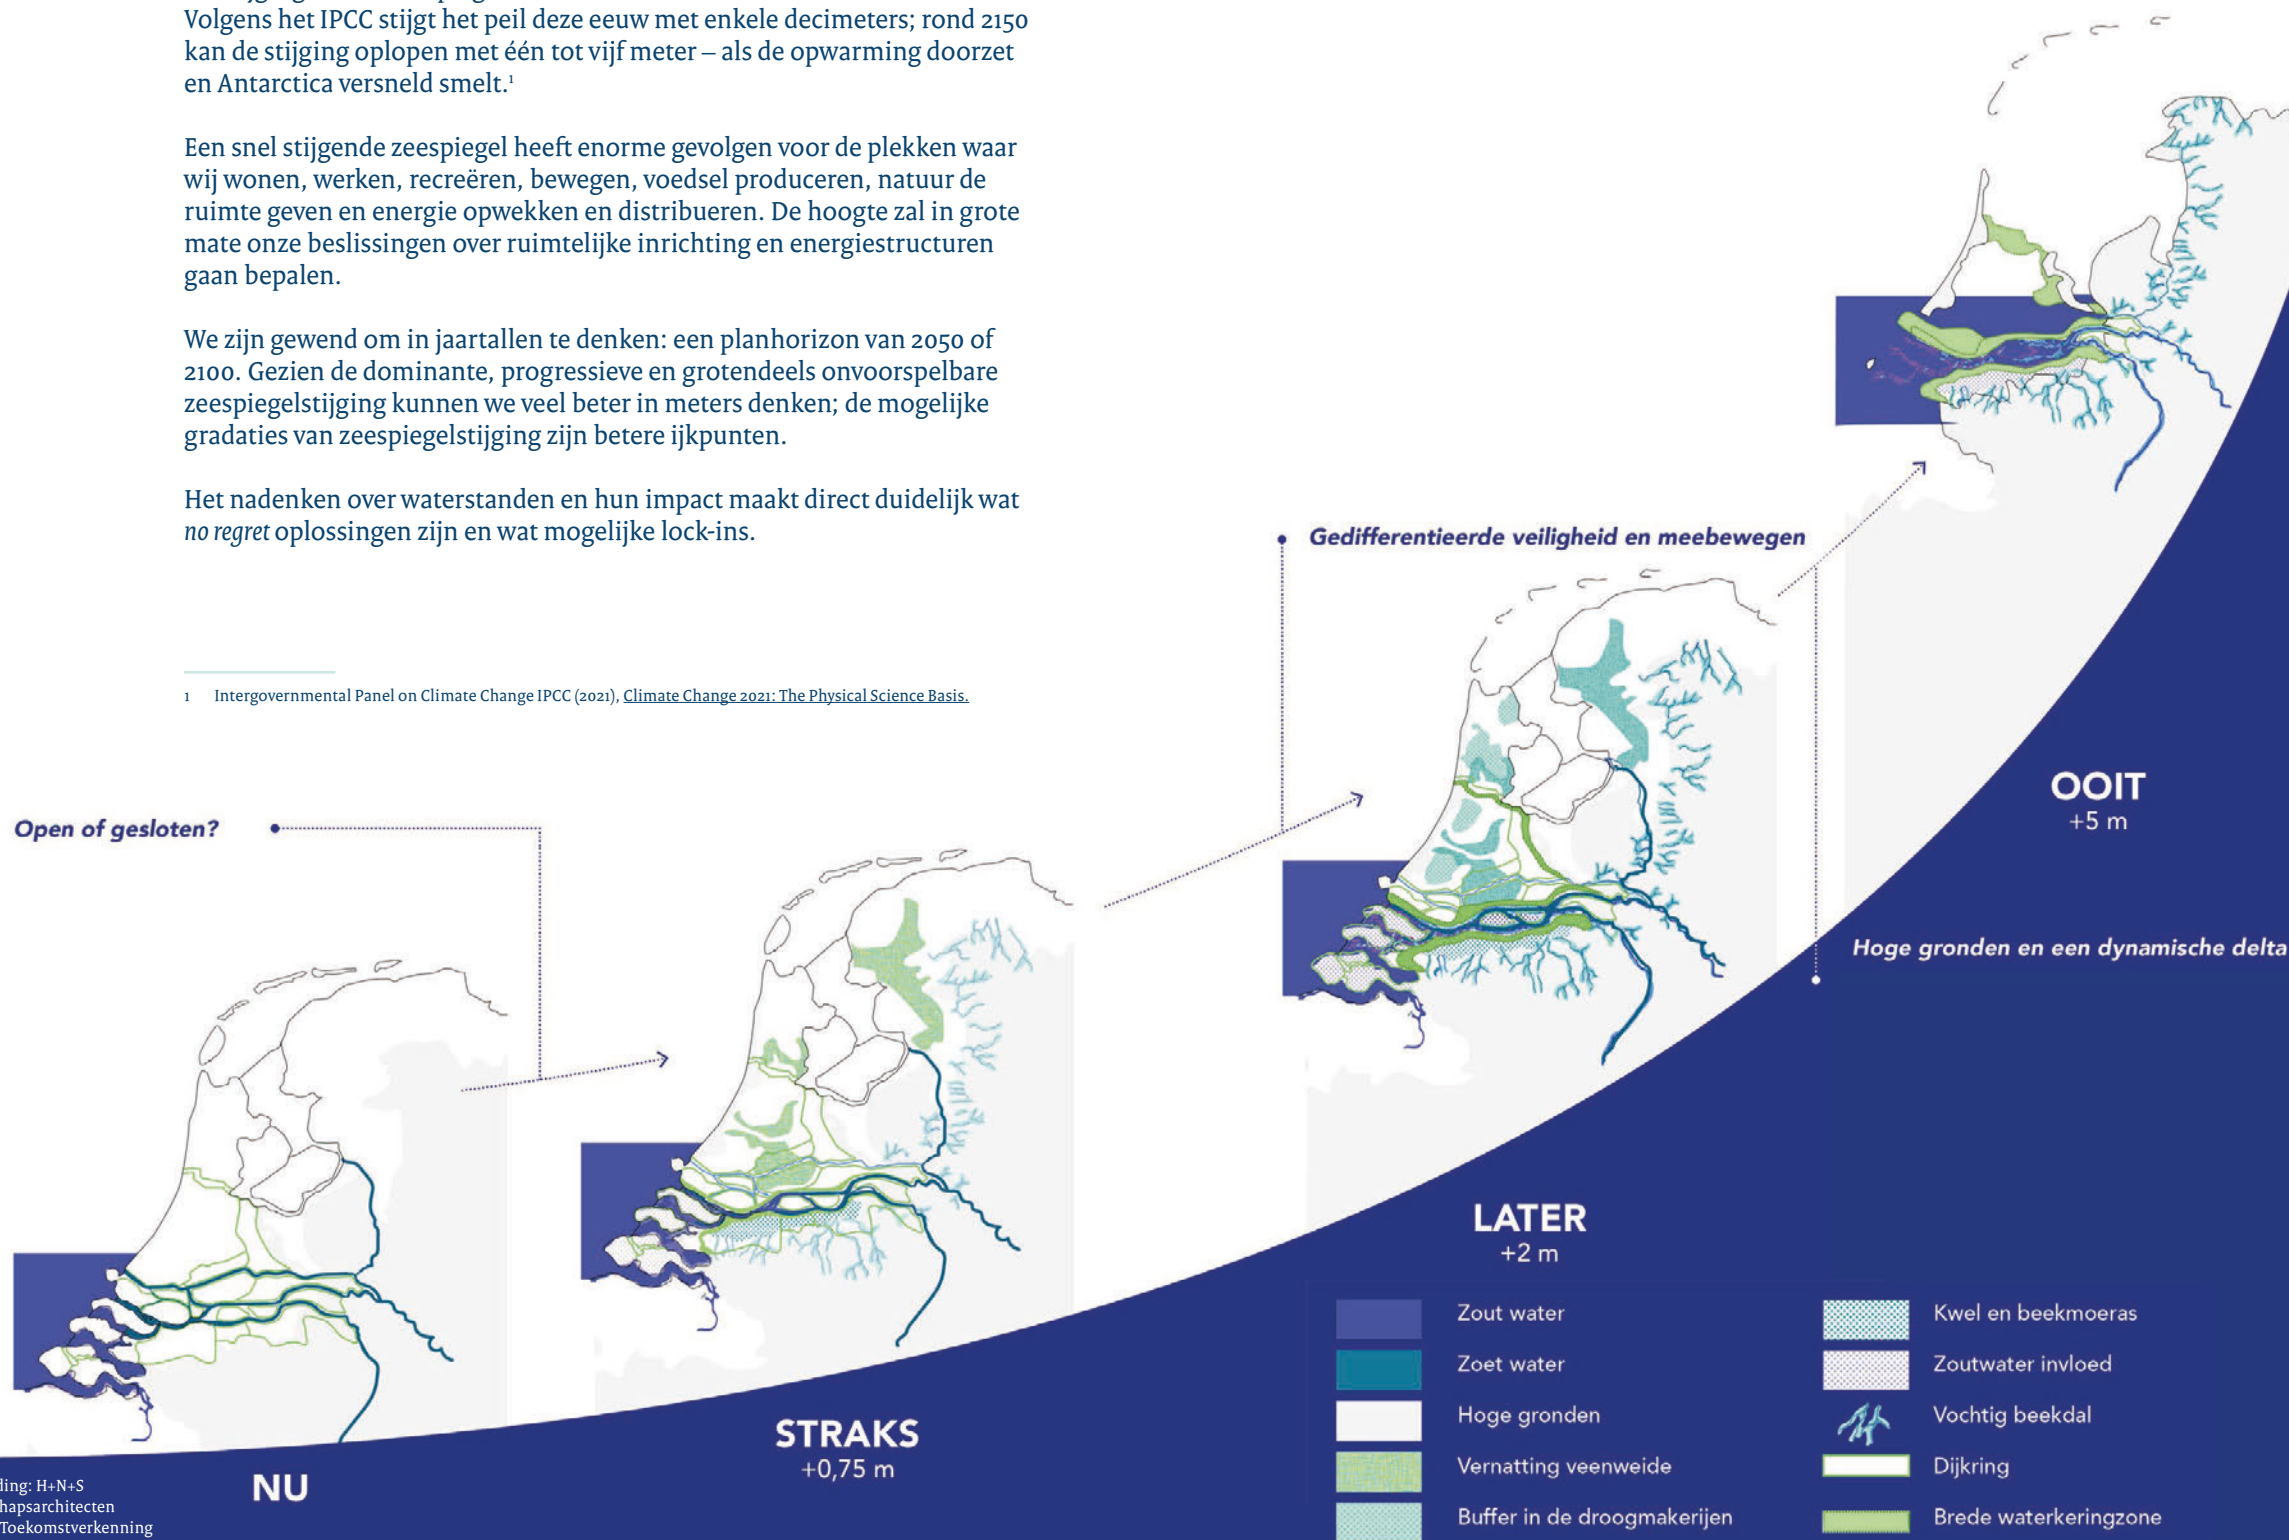 Volgens het IPCC stijgt het peil deze eeuw met enkele decimeters; rond 2150
kan de stijging oplopen met één tot vijf meter – als de opwarming doorzet
en Antarctica versneld smelt.¹
Een snel stijgende zeespiegel heeft enorme gevolgen voor de plekken waar
wij wonen, werken, recreëren, bewegen, voedsel produceren, natuur de
ruimte geven en energie opwekken en distribueren. De hoogte zal in grote
mate onze beslissingen over ruimtelijke inrichting en energiestructuren
gaan bepalen.
We zijn gewend om in jaartallen te denken: een planhorizon van 2050 of
2100. Gezien de dominante, progressieve en grotendeels onvoorspelbare
zeespiegelstijging kunnen we veel beter in meters denken; de mogelijke
gradaties van zeespiegelstijging zijn betere ijkpunten.
Het nadenken over waterstanden en hun impact maakt direct duidelijk wat
no regret oplossingen zijn en wat mogelijke lock-ins.
1 Intergovernmental Panel on Climate Change IPCC (2021), Climate Change 2021: The Physical Science Basis.
Gedifferentieerde veiligheid en meebewegen
Open of gesloten?
OOIT
+5 m
Hoge gronden en een dynamische delta
LATER
+2 m
STRAKS
+0,75 m
NU
Zout water
Zoet water
Hoge gronden
Vernatting veenweide
Buffer in de droogmakerijen
Kwel en beekmoeras
Zoutwater invloed
Vochtig beekdal
Dijkring
Brede waterkeringzone
ding: H+N+S
hapsarchitecten
Toekomstverkenning